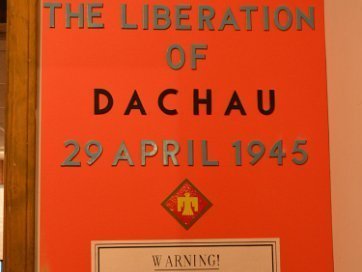 THE LIBERATION
OF
DACHAU
29 APRIL 1945
WARNING!